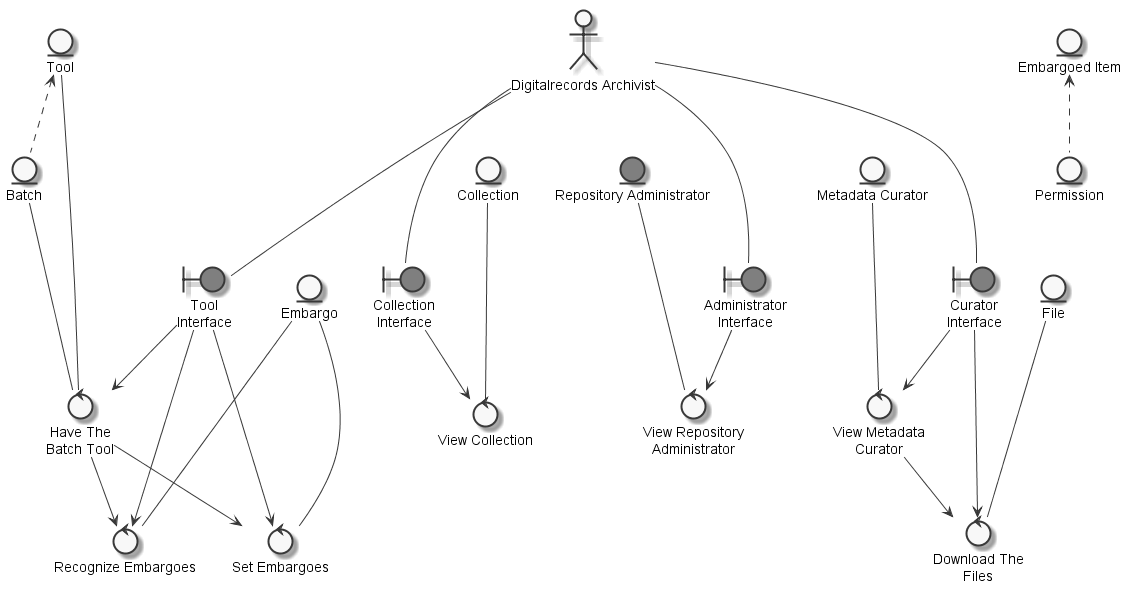 Tool
Digitalrecords Archivist
Embargoed Item
Batch
Collection
Repository Administrator
Metadata Curator
Permission
Tool
Interface
Embargo
Collection
Interface
Administrator
Interface
Curator
Interface
File
Have The
Batch Tool
View Collection
View Repository
Administrator
View Metadata
Curator
Recognize Embargoes
Set Embargoes
Download The
Files